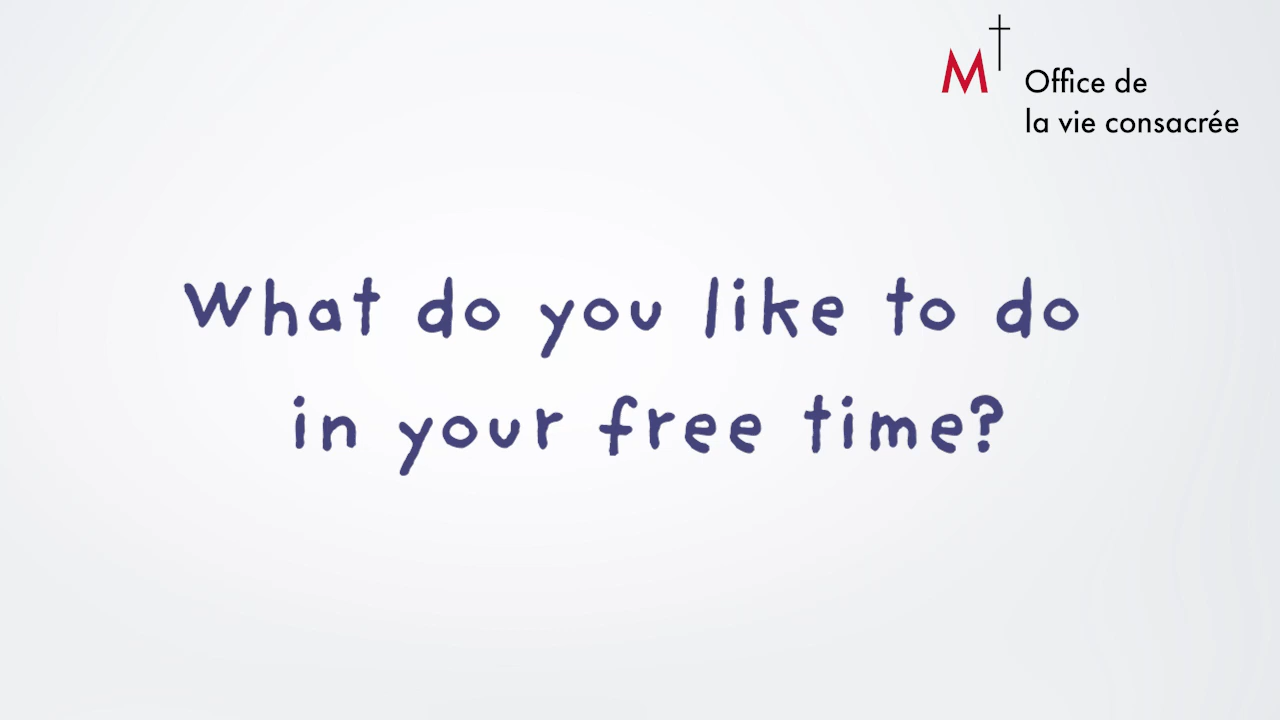 M
Office de
la vie consacrée
What do you like to do
in your free time?